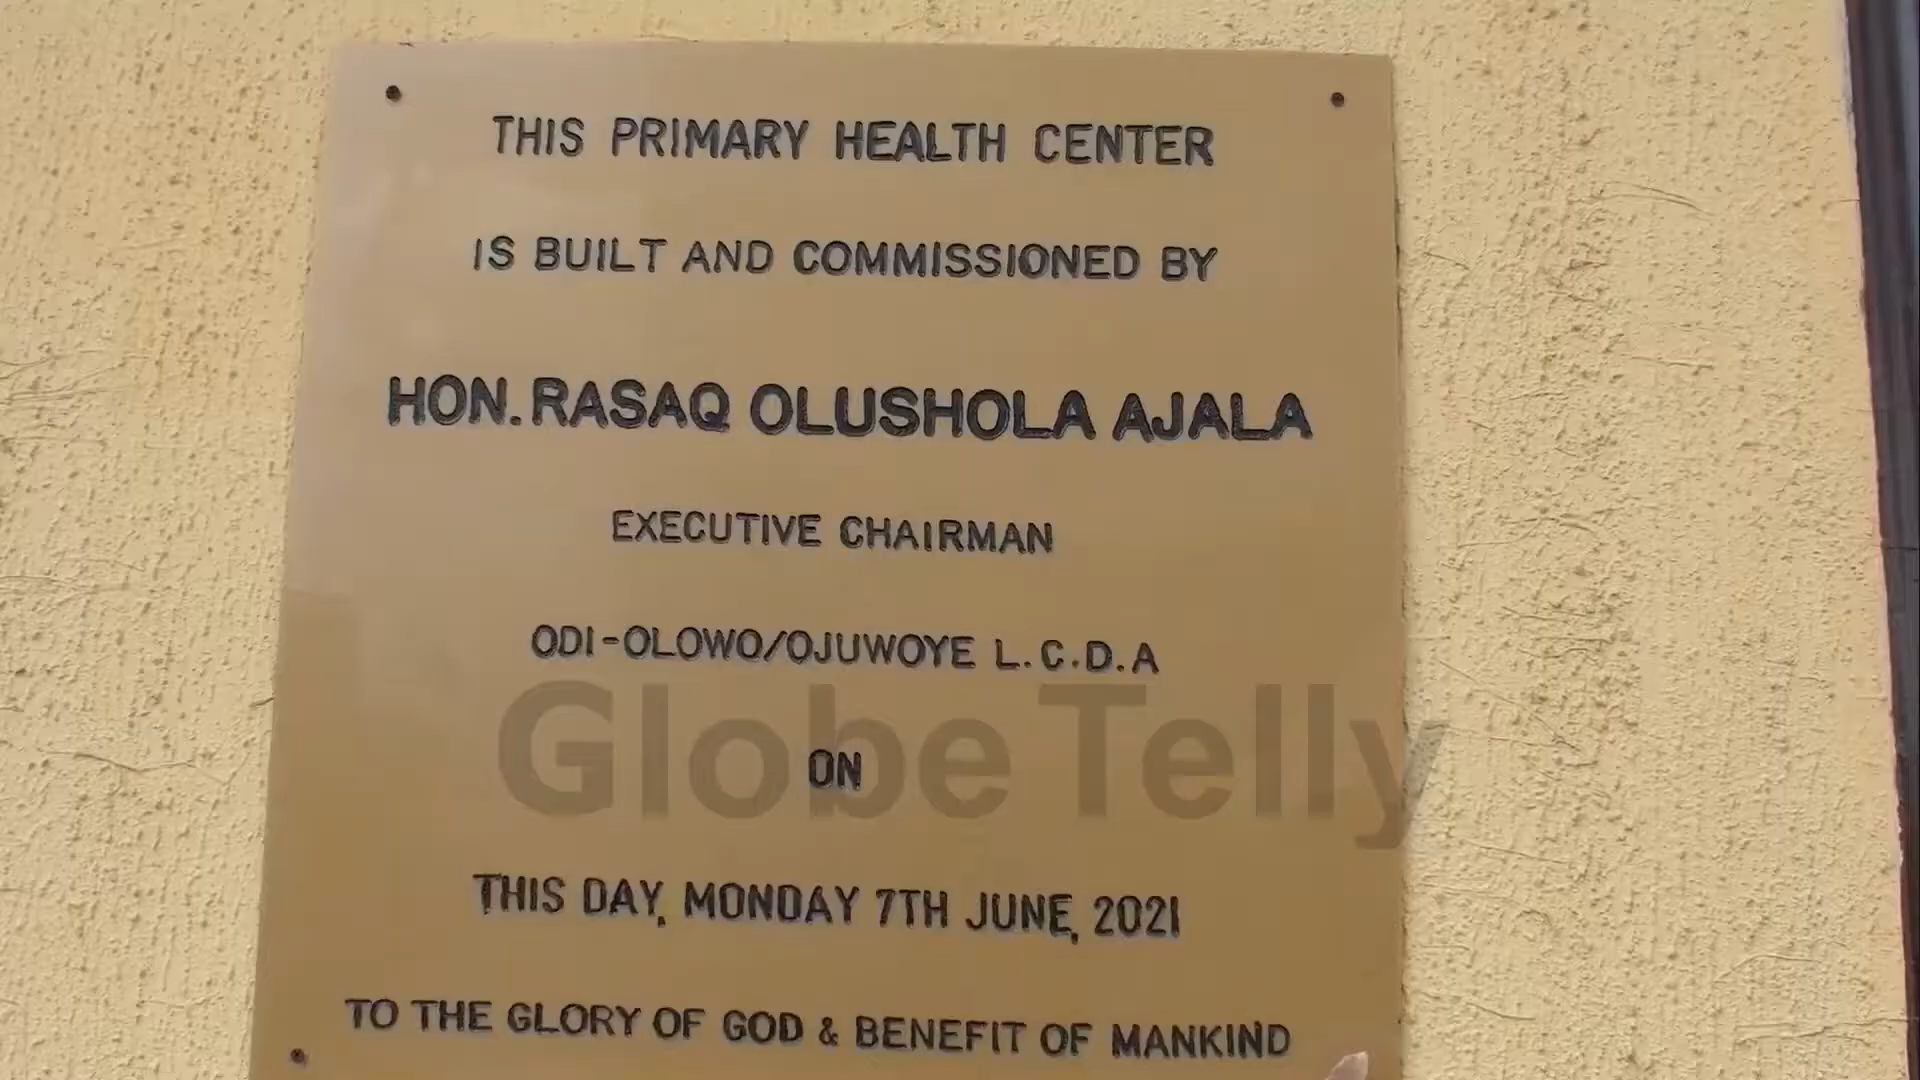 THIS PRIMARY HEALTH CENTER
IS BUILT AND COMMISSIONED BY
HON. RASAQ OLUSHOLA AJALA
EXECUTIVE CHAIRMAN
ODI-OLOWO/OJUWOYE L.C.D.A
Globe Telly
ON
THIS DAY, MONDAY 7TH JUNE, 2021
TO THE GLORY OF GOD & BENEFIT OF MANKIND